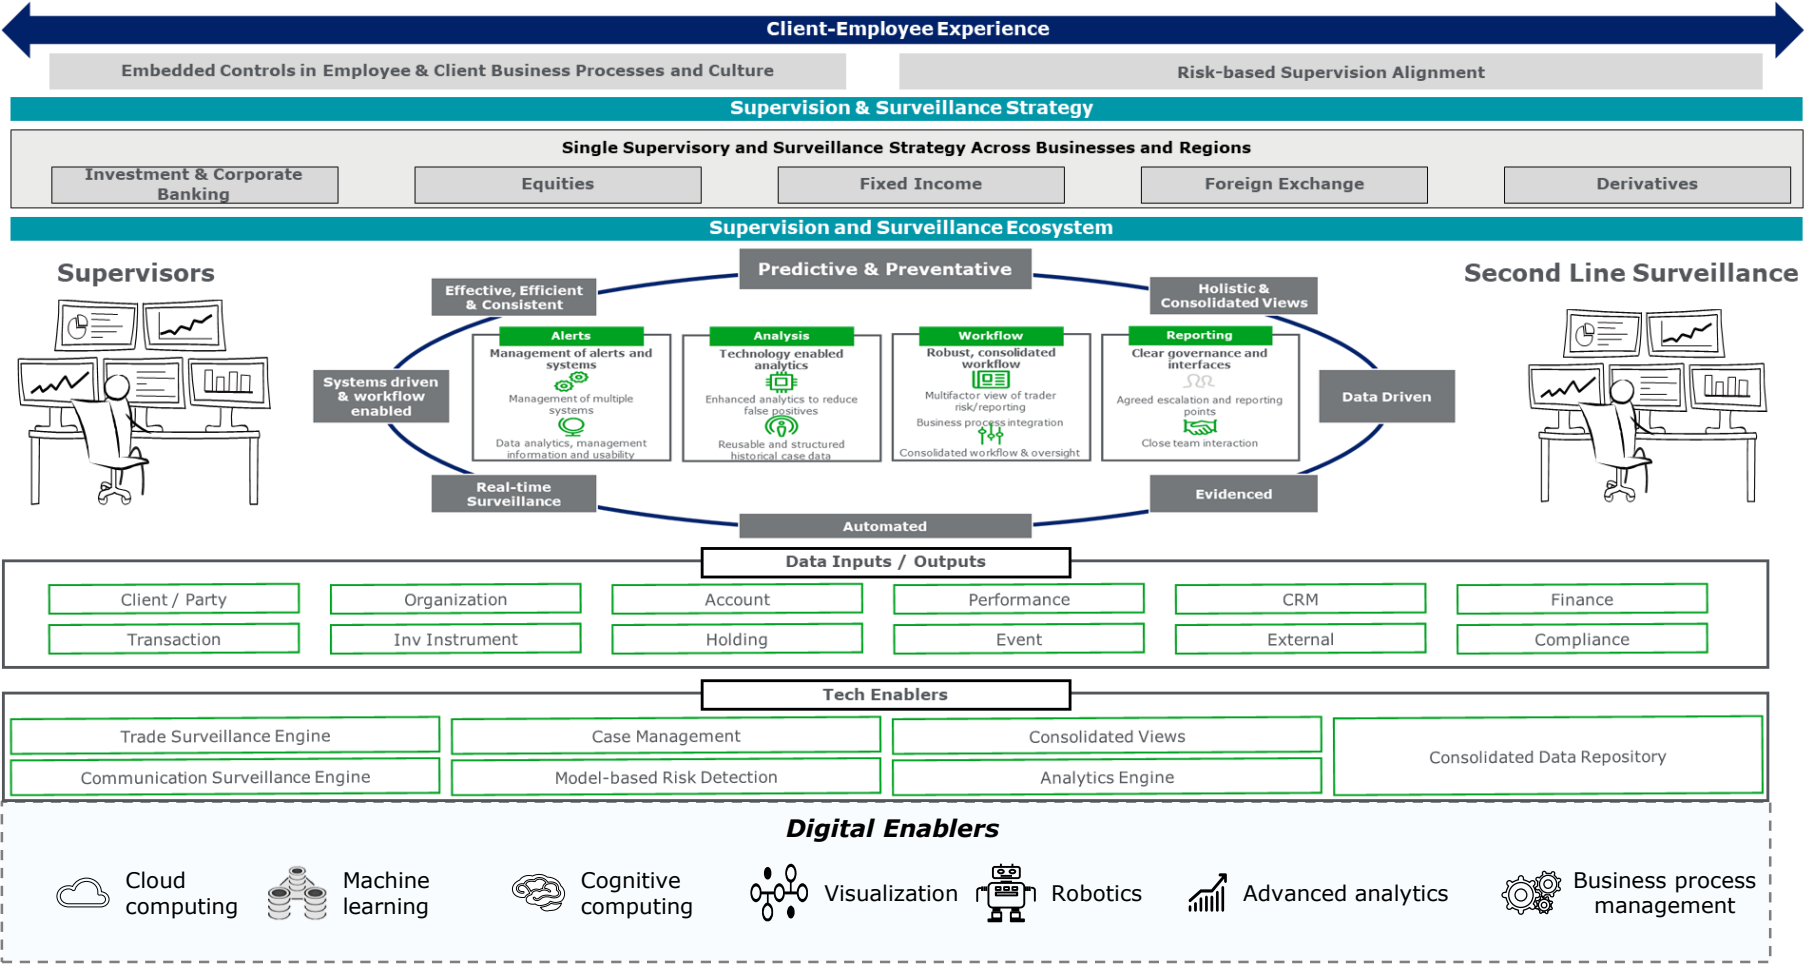 Client-Employee Experience
Embedded Controls in Employee & Client Business Processes and Culture
Risk-based Supervision Alignment
Supervision & Surveillance Strategy
Single Supervisory and Surveillance Strategy Across Businesses and Regions
Investment & Corporate
Banking
Equities
Fixed Income
Foreign Exchange
Derivatives
Supervision and Surveillance Ecosystem
Supervisors
Second Line Surveillance
Predictive & Preventative
Effective, Efficient
& Consistent
Holistic &
Consolidated Views
Systems driven
& workflow
enabled
Data Driven
Alerts
Management of alerts and
systems
Management of multiple
systems
Data analytics, management
information and usability
Analysis
Technology enabled
analytics
Enhanced analytics to reduce
false positives
Reusable and structured
historical case data
Workflow
Robust, consolidated
workflow
Multifactor view of trader
risk/reporting
Business process integration
Consolidated workflow & oversight
Reporting
Clear governance and
interfaces
Agreed escalation and reporting
points
Close team interaction
Real-time
Surveillance
Evidenced
Automated
Data Inputs / Outputs
Client / Party
Organization
Account
Performance
CRM
Finance
Transaction
Inv Instrument
Holding
Event
External
Compliance
Tech Enablers
Trade Surveillance Engine
Case Management
Consolidated Views
Consolidated Data Repository
Communication Surveillance Engine
Model-based Risk Detection
Analytics Engine
Digital Enablers
Cloud
computing
Machine
learning
Cognitive
computing
Visualization
Robotics
Advanced analytics
Business process
management